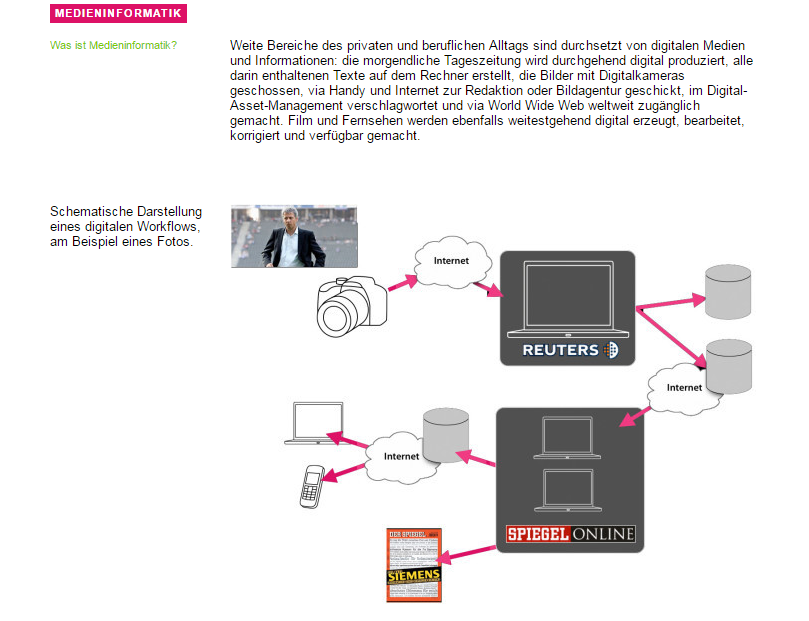 MEDIENINFORMATIK
Was ist Medieninformatik?
Weite Bereiche des privaten und beruflichen Alltags sind durchsetzt von digitalen Medien
und Informationen: die morgendliche Tageszeitung wird durchgehend digital produziert, alle
darin enthaltenen Texte auf dem Rechner erstellt, die Bilder mit Digitalkameras
geschossen, via Handy und Internet zur Redaktion oder Bildagentur geschickt, im Digital-
Asset-Management verschlagwortet und via World Wide Web weltweit zugänglich
gemacht. Film und Fernsehen werden ebenfalls weitestgehend digital erzeugt, bearbeitet,
korrigiert und verfügbar gemacht.
Schematische Darstellung
eines digitalen Workflows,
am Beispiel eines Fotos.
Internet
REUTERS
Internet
Internet
SPIEGEL ONLINE
DER SPIEGEL
SIEMENS